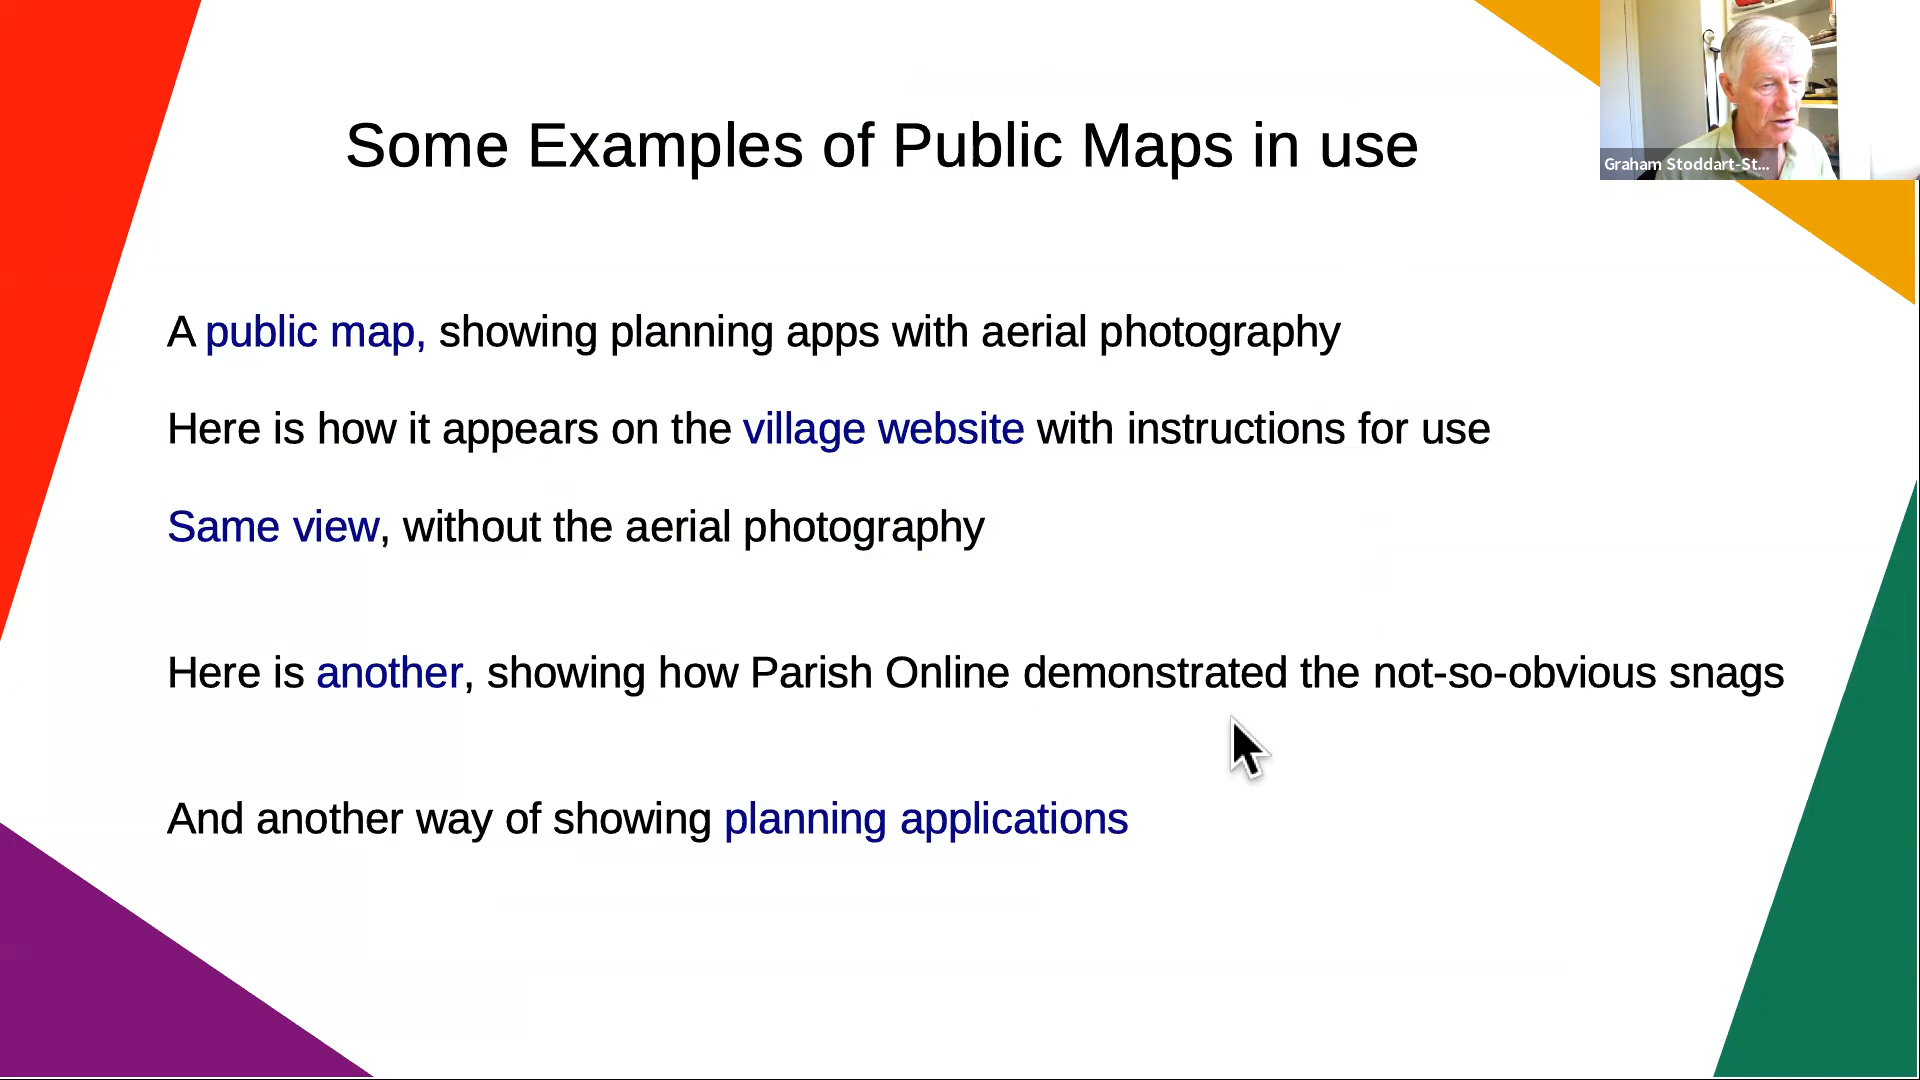 Some Examples of Public Maps in use
Graham Stoddart-St...
A public map, showing planning apps with aerial photography
Here is how it appears on the village website with instructions for use
Same view, without the aerial photography
Here is another, showing how Parish Online demonstrated the not-so-obvious snags
And another way of showing planning applications